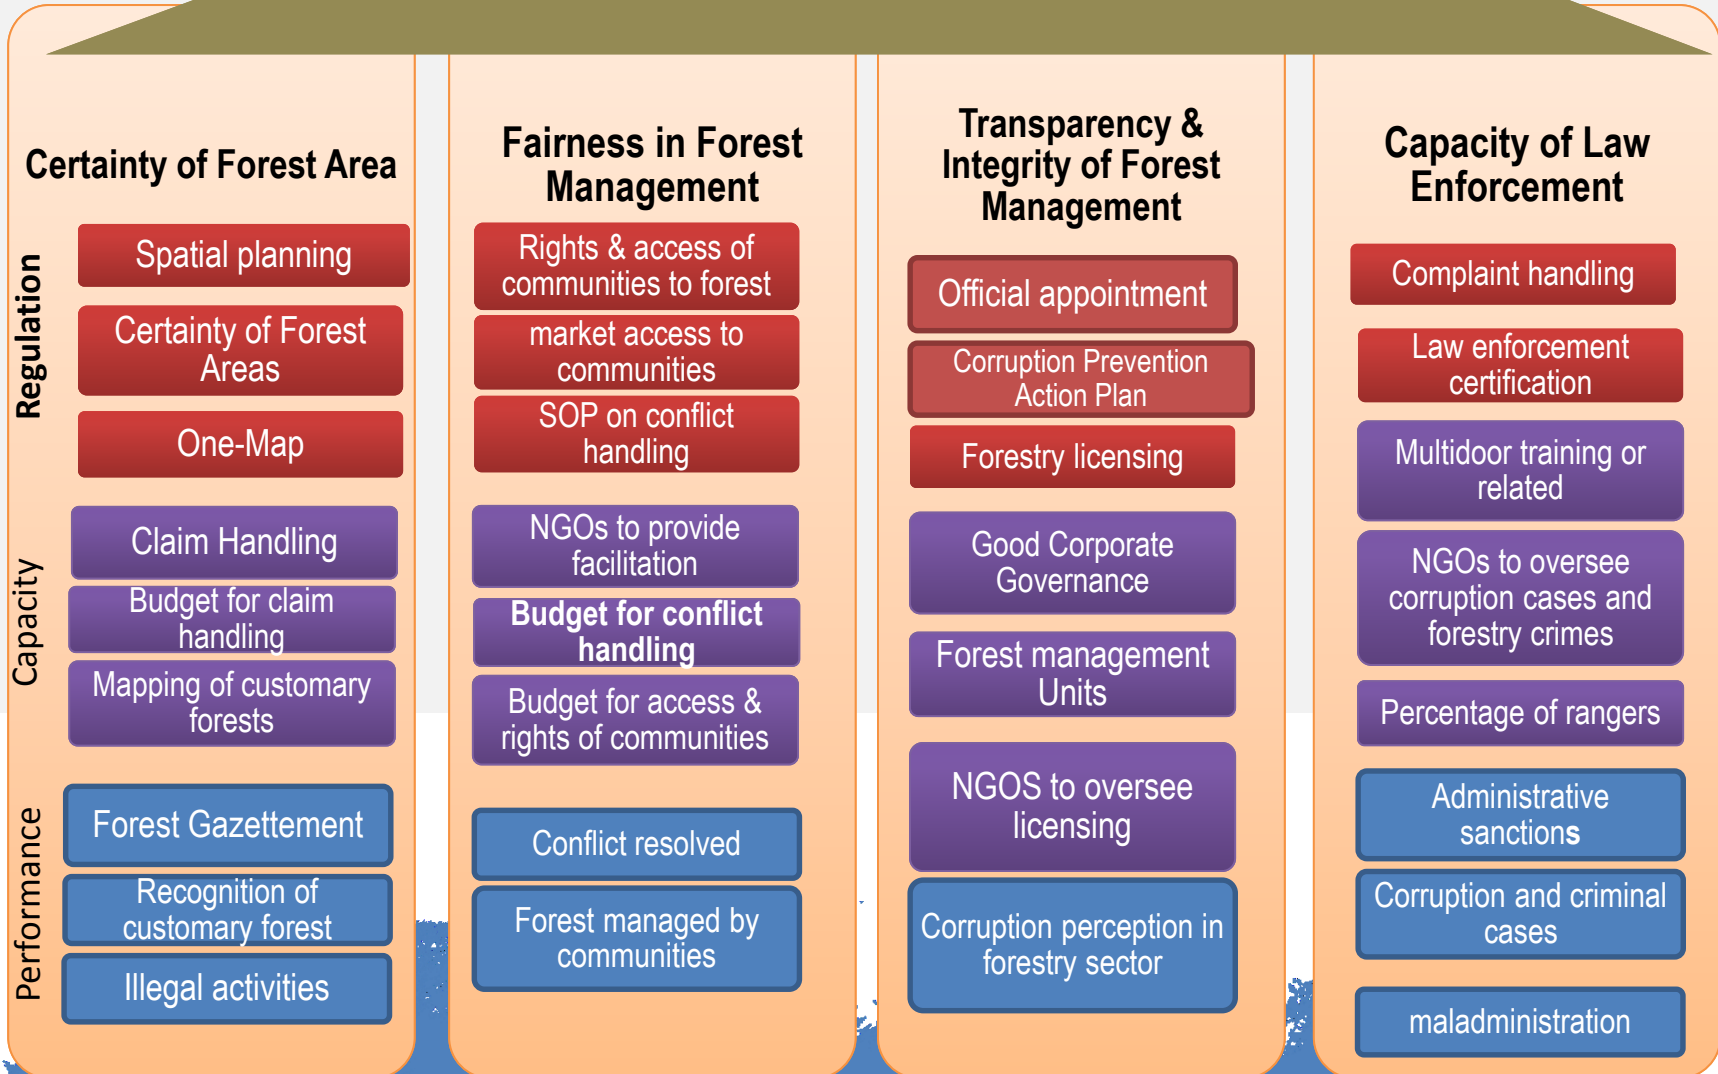 Certainty of Forest Area
Regulation
Spatial planning
Certainty of Forest
Areas
One-Map
Capacity
Claim Handling
Budget for claim
handling
Mapping of customary
forests
Performance
Forest Gazettement
Recognition of
customary forest
Illegal activities
Fairness in Forest
Management
Rights & access of
communities to forest
market access to
communities
SOP on conflict
handling
NGOs to provide
facilitation
Budget for conflict
handling
Budget for access &
rights of communities
Conflict resolved
Forest managed by
communities
Transparency &
Integrity of Forest
Management
Official appointment
Corruption Prevention
Action Plan
Forestry licensing
Good Corporate
Governance
Forest management
Units
NGOS to oversee
licensing
Corruption perception in
forestry sector
Capacity of Law
Enforcement
Complaint handling
Law enforcement
certification
Multidoor training or
related
NGOs to oversee
corruption cases and
forestry crimes
Percentage of rangers
Administrative
sanctions
Corruption and criminal
cases
maladministration